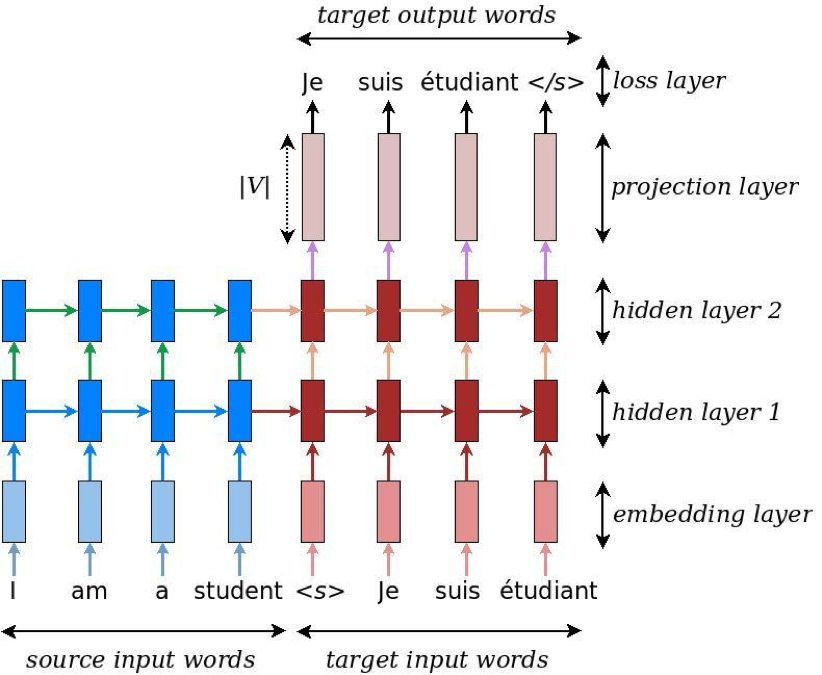 target output words
Je suis étudiant </s> loss layer
|V| projection layer
hidden layer 2
hidden layer 1
embedding layer
I am a student <s> Je suis étudiant
source input words target input words